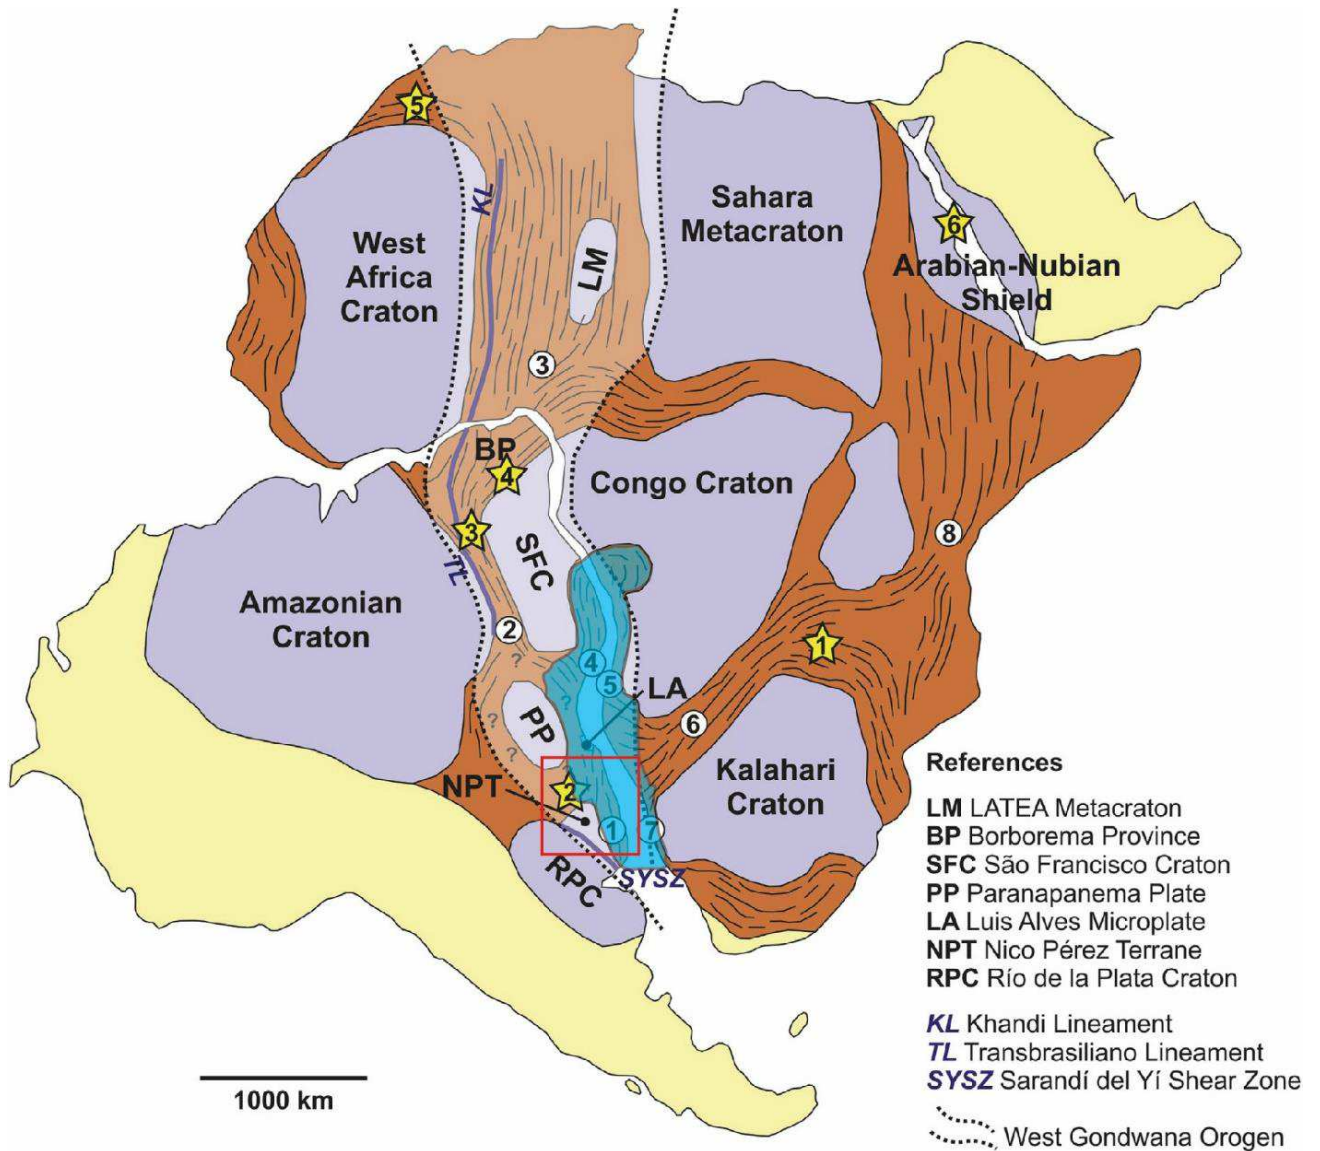 5
KL
West
Africa
Craton
LM
Sahara
Metacraton
6
Arabian-Nubian
Shield
3
BP
4
Congo Craton
3
TL
SFC
8
Amazonian
Craton
2
?
1
4
5
LA
?
?
?
PP
6
NPT
2
Kalahari
Craton
1
7
RPC
SYSZ
References
LM LATEA Metacraton
BP Borborema Province
SFC São Francisco Craton
PP Paranapanema Plate
LA Luis Alves Microplate
NPT Nico Pérez Terrane
RPC Río de la Plata Craton
KL Khandi Lineament
TL Transbrasiliano Lineament
SYSZ Sarandí del Yí Shear Zone
West Gondwana Orogen
1000 km